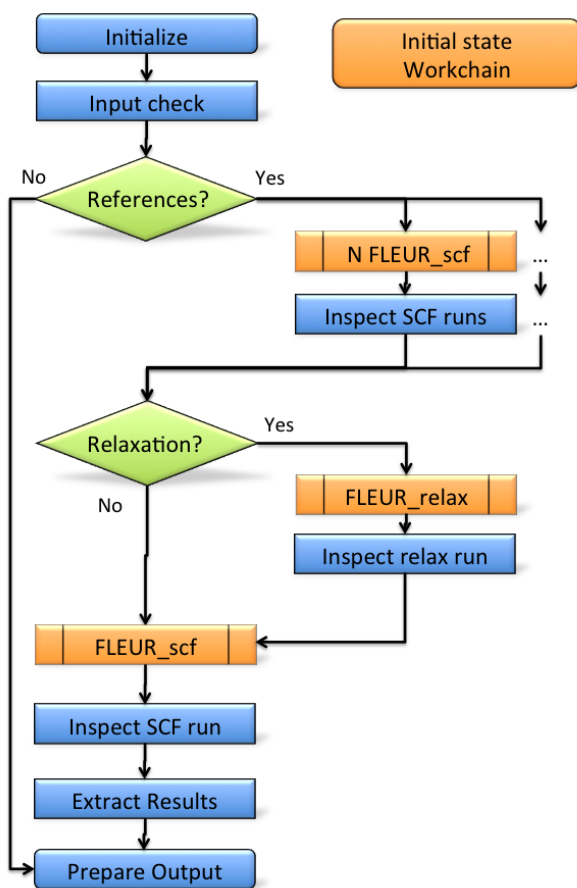 Initialize
Initial state
Workchain
Input check
No
Yes
References?
N FLEUR_scf
...
Inspect SCF runs
...
Relaxation?
Yes
No
FLEUR_relax
Inspect relax run
FLEUR_scf
Inspect SCF run
Extract Results
Prepare Output